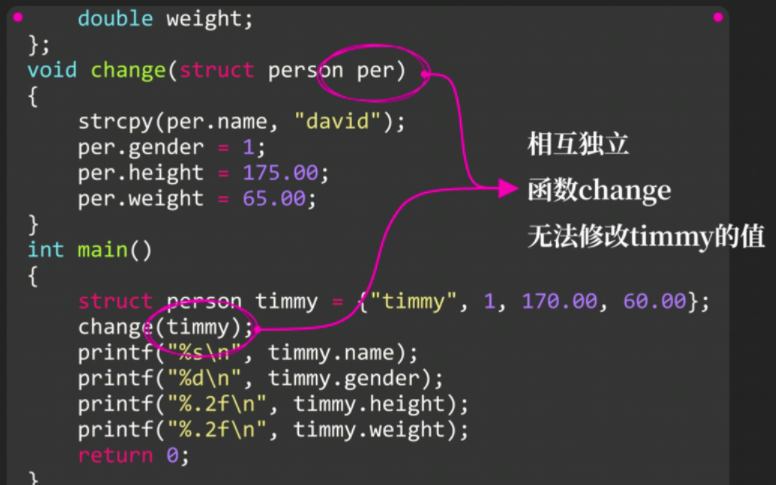 double weight;
};
void change(struct person per)
{
    strcpy(per.name, "david");
    per.gender = 1;
    per.height = 175.00;
    per.weight = 65.00;
}
int main()
{
    struct person timmy = {"timmy", 1, 170.00, 60.00};
    change(timmy);
    printf("%s\n", timmy.name);
    printf("%d\n", timmy.gender);
    printf("%.2f\n", timmy.height);
    printf("%.2f\n", timmy.weight);
    return 0;
}
相互独立
函数change
无法修改timmy的值